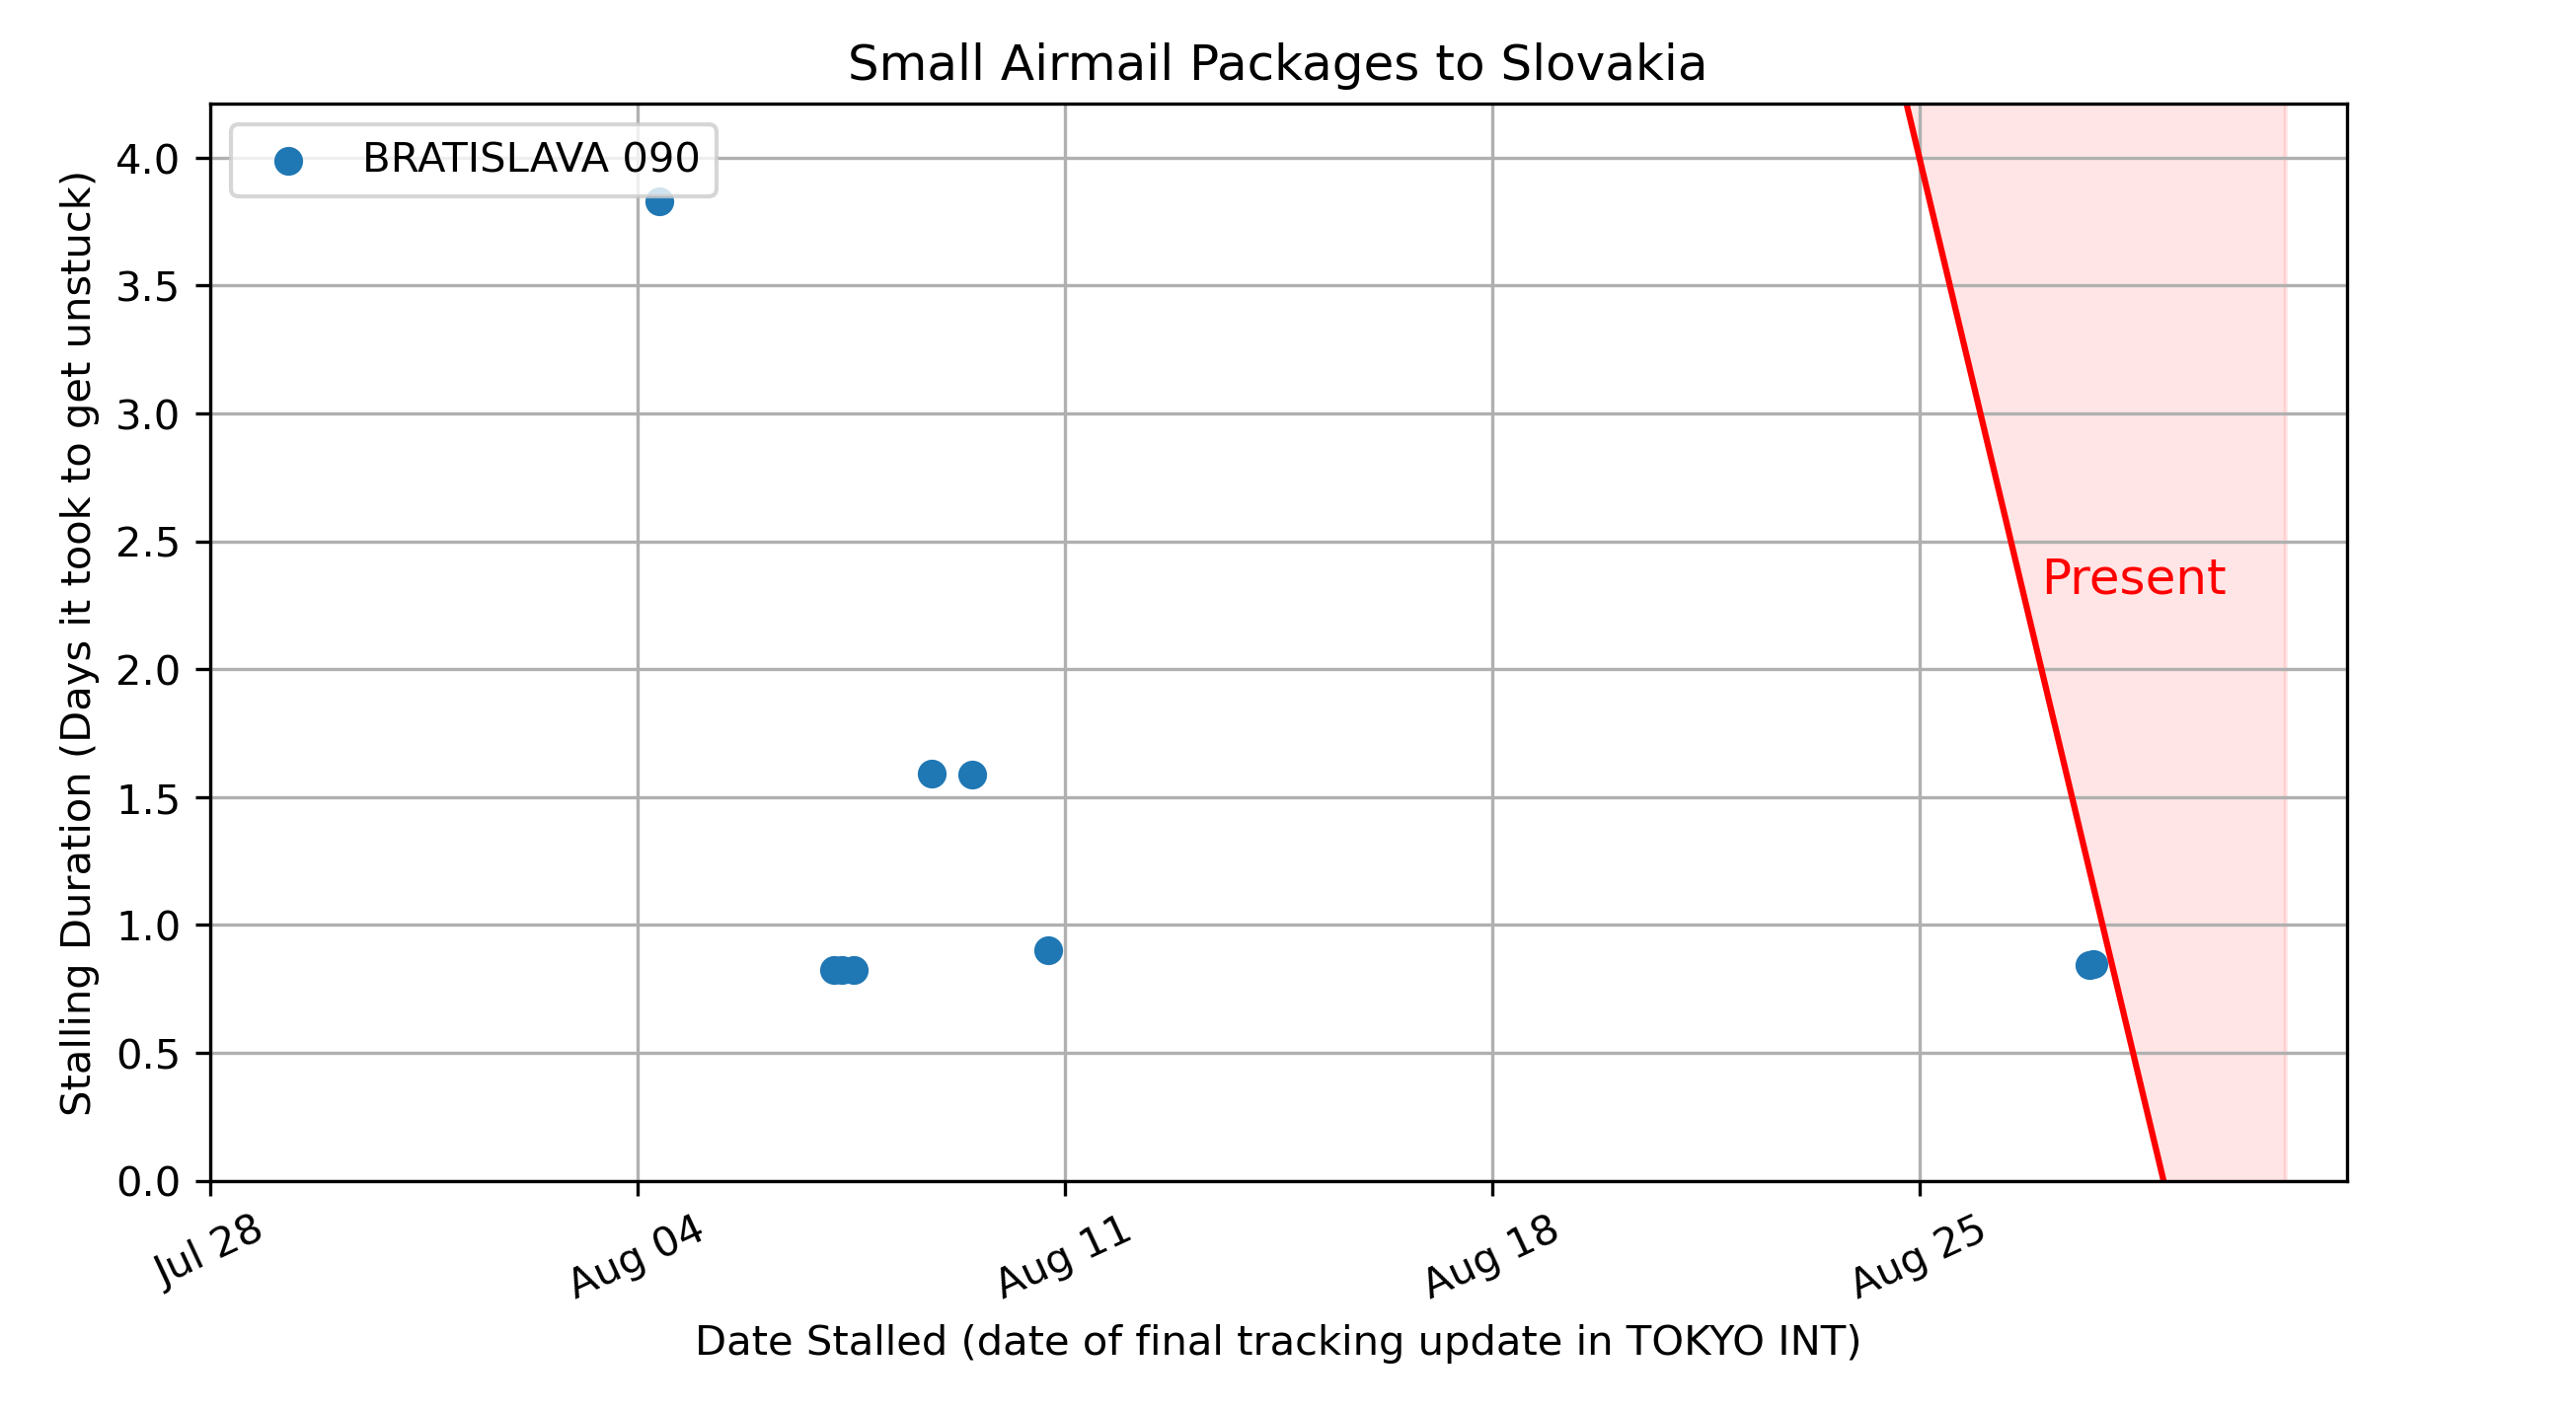 Small Airmail Packages to Slovakia
BRATISLAVA 090
Stalling Duration (Days it took to get unstuck)
4.0
3.5
3.0
2.5
2.0
1.5
1.0
0.5
0.0
Present
Jul 28
Aug 04
Aug 11
Aug 18
Aug 25
Date Stalled (date of final tracking update in TOKYO INT)